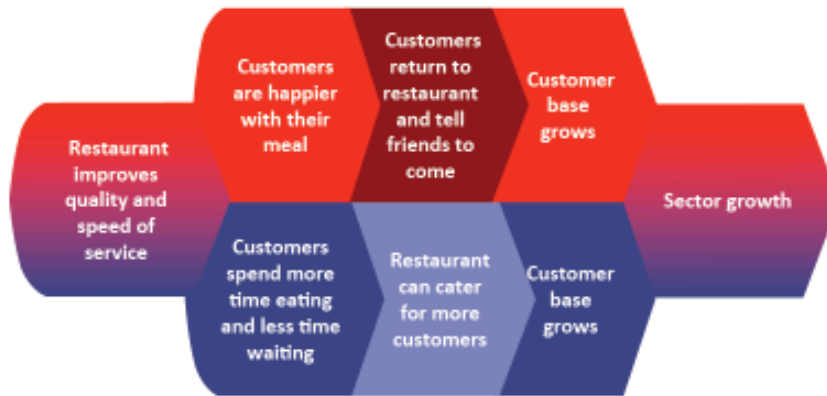 Restaurant
improves
quality and
speed of
service
Customers
are happier
with their
meal
Customers
return to
restaurant
and tell
friends to
come
Customer
base
grows
Customers
spend more
time eating
and less time
waiting
Restaurant
can cater
for more
customers
Customer
base
grows
Sector growth